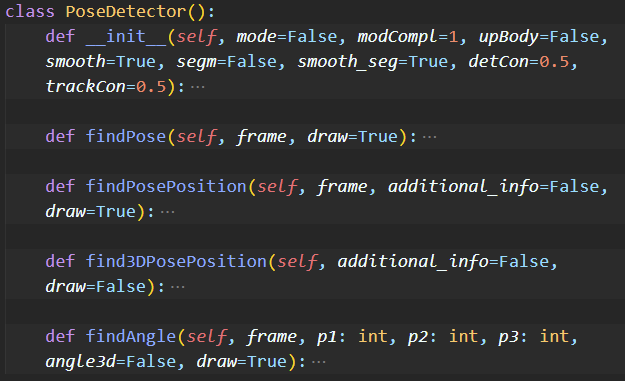 class PoseDetector():
def __init__(self, mode=False, modCompl=1, upBody=False,
smooth=True, segm=False, smooth_seg=True, detCon=0.5,
trackCon=0.5):···
def findPose(self, frame, draw=True):···
def findPosePosition(self, frame, additional_info=False,
draw=True):···
def find3DPosePosition(self, additional_info=False,
draw=False):···
def findAngle(self, frame, p1: int, p2: int, p3: int,
angle3d=False, draw=True):···